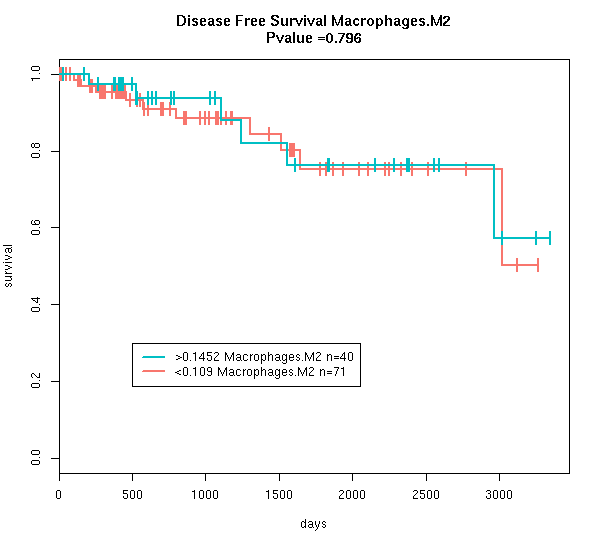 Disease Free Survival Macrophages.M2
Pvalue =0.796
survival
1.0
0.8
0.6
0.4
0.2
0.0
>0.1452 Macrophages.M2 n=40
<0.109 Macrophages.M2 n=71
0 500 1000 1500 2000 2500 3000
days